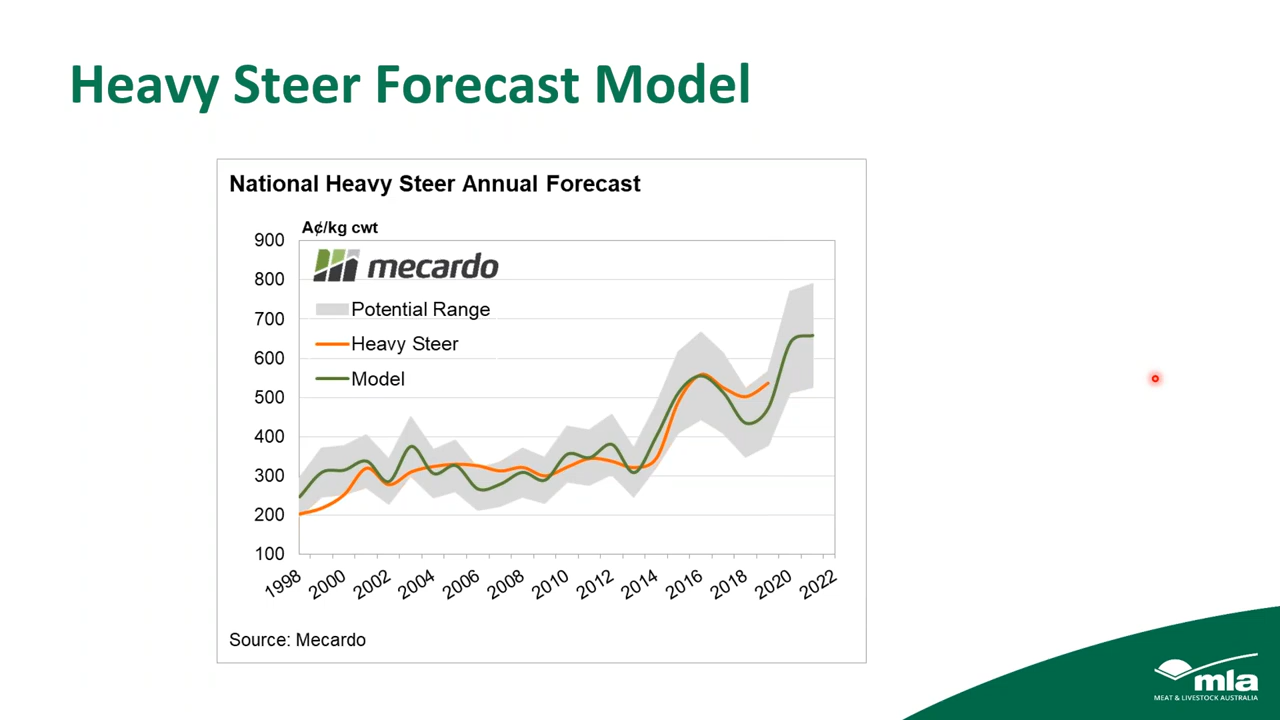 Heavy Steer Forecast Model
National Heavy Steer Annual Forecast
A¢/kg cwt
900
800
700
600
500
400
300
200
100
mecardo
Potential Range
Heavy Steer
Model
1998 2000 2002 2004 2006 2008 2010 2012 2014 2016 2018 2020 2022
Source: Mecardo
mla
MEAT & LIVESTOCK AUSTRALIA